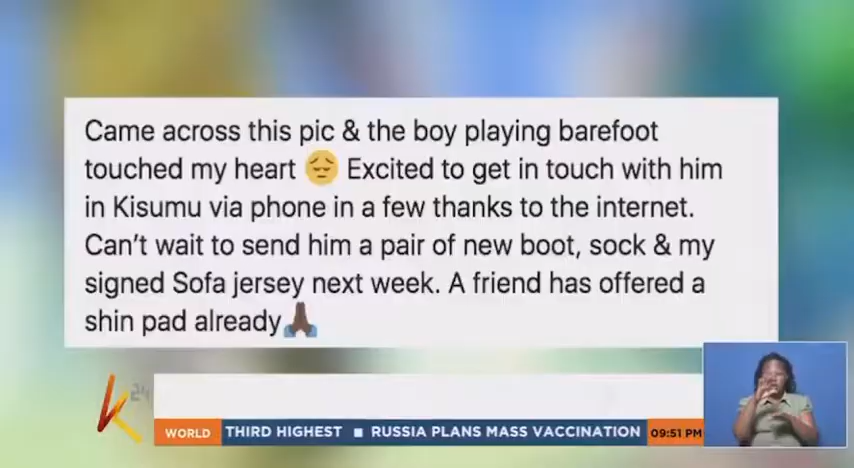 Came across this pic & the boy playing barefoot
touched my heart 😔 Excited to get in touch with him
in Kisumu via phone in a few thanks to the internet.
Can't wait to send him a pair of new boot, sock & my
signed Sofa jersey next week. A friend has offered a
shin pad already🙏🏿
K24
WORLD THIRD HIGHEST ■ RUSSIA PLANS MASS VACCINATION 09:51 PM